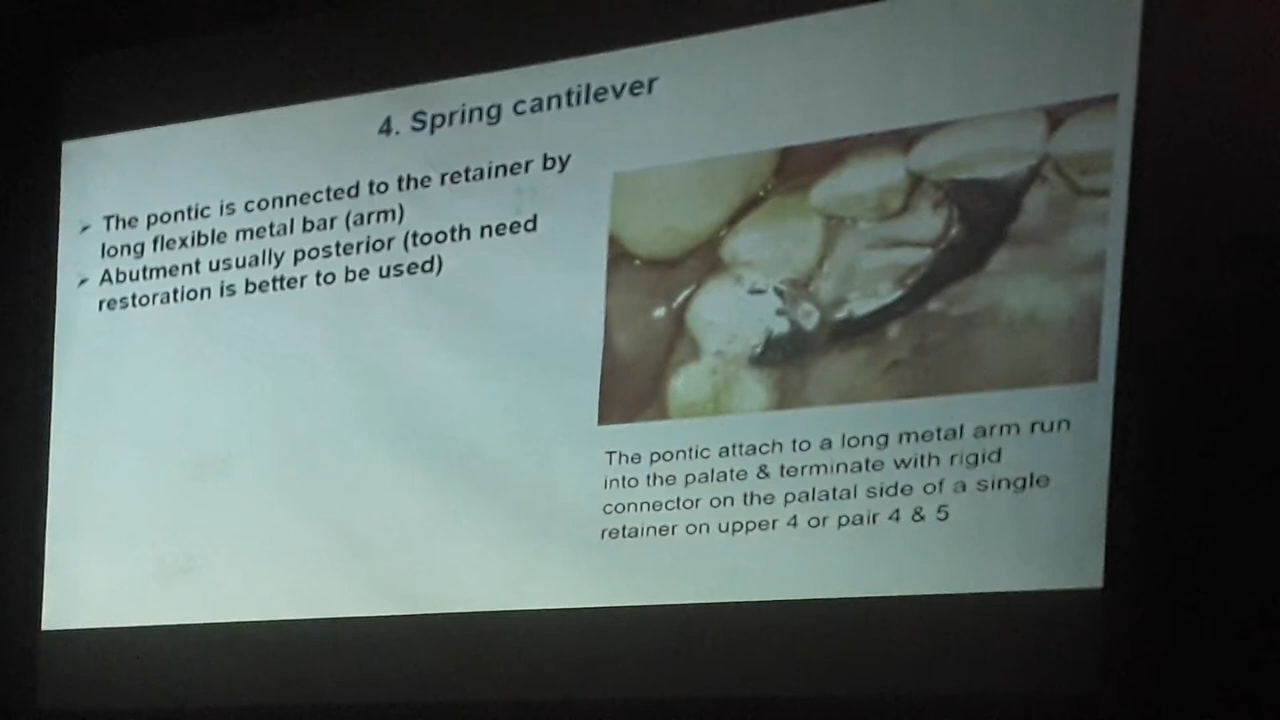 4. Spring cantilever
➤ The pontic is connected to the retainer by
long flexible metal bar (arm)
➤ Abutment usually posterior (tooth need
restoration is better to be used)
The pontic attach to a long metal arm run
into the palate & terminate with rigid
connector on the palatal side of a single
retainer on upper 4 or pair 4 & 5